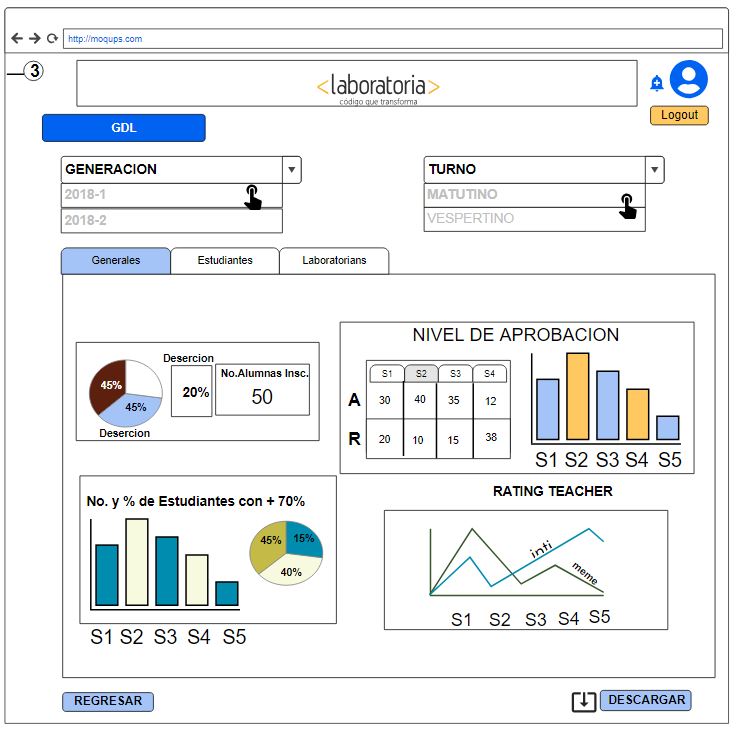 http://moqups.com
3
<laboratoria>
código que transforma
Logout
GDL
GENERACION
TURNO
2018-1
MATUTINO
2018-2
VESPERTINO
Generales
Estudiantes
Laboratorians
NIVEL DE APROBACION
Desercion
45%
45%
Desercion
20%
No.Alumnas Insc.
50
S1 S2 S3 S4
A 30 40 35 12
R 20 10 15 38
S1 S2 S3 S4 S5
No. y % de Estudiantes con + 70%
45% 15%
40%
S1 S2 S3 S4 S5
RATING TEACHER
inti
meme
S1 S2 S3 S4 S5
REGRESAR
DESCARGAR